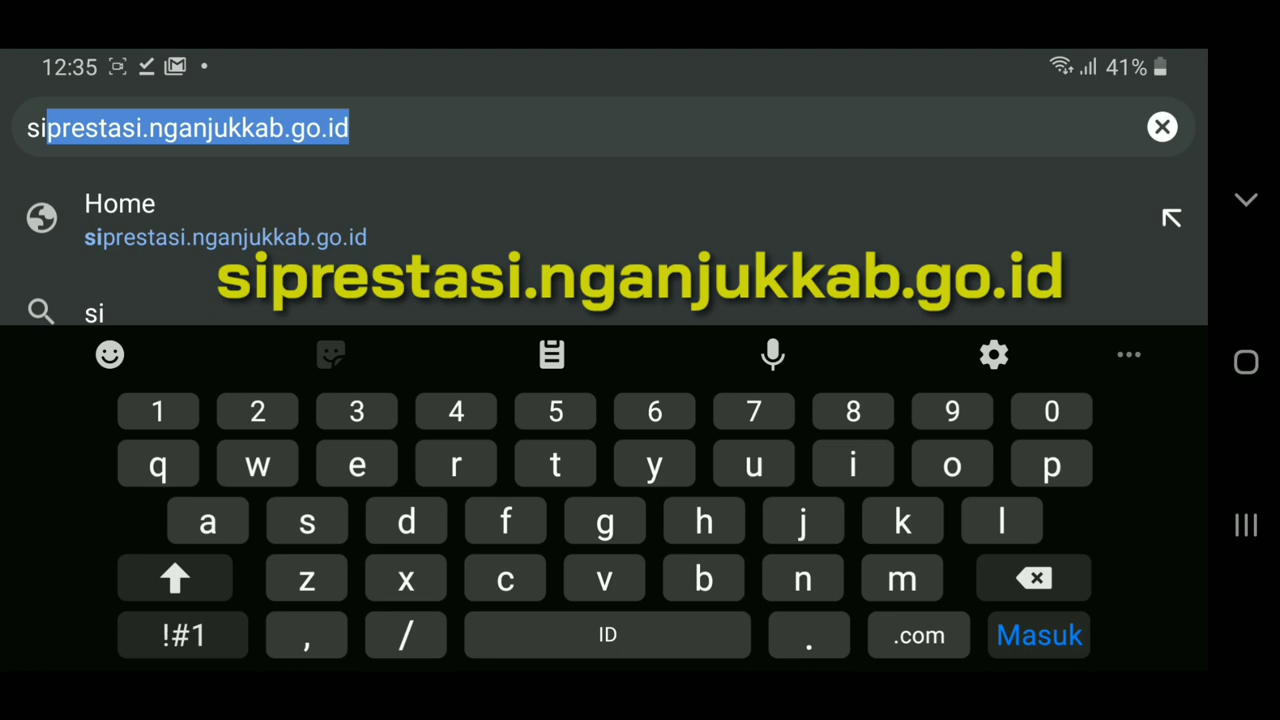 12:35 41%
siprestasi.nganjukkab.go.id
Home
siprestasi.nganjukkab.go.id
siprestasi.nganjukkab.go.id
si
1 2 3 4 5 6 7 8 9 0
q w e r t y u i o p
a s d f g h j k l
z x c v b n m
!#1 , / ID . .com Masuk